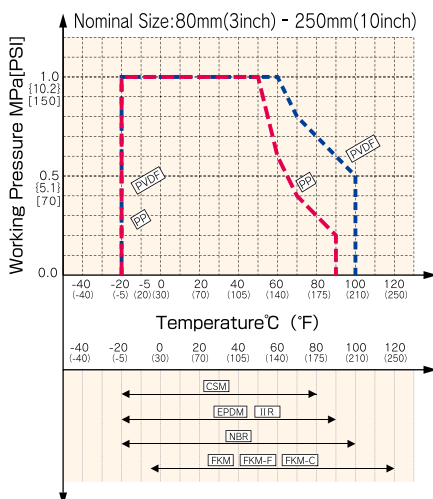 Nominal Size:80mm(3inch) - 250mm(10inch)
Working Pressure MPa[PSI]
1.0
{10.2}
[150]
0.5
{5.1}
[70]
0.0
PVDF
PP
PP
PVDF
-40 -20 -5 0 20 40 60 80 100 120
(-40) (-5) (20) (30) (70) (105) (140) (175) (210) (250)
Temperature℃ (℉)
-40 -20 0 20 40 60 80 100 120
(-40) (-5) (30) (70) (105) (140) (175) (210) (250)
CSM
EPDM IIR
NBR
FKM FKM-F FKM-C